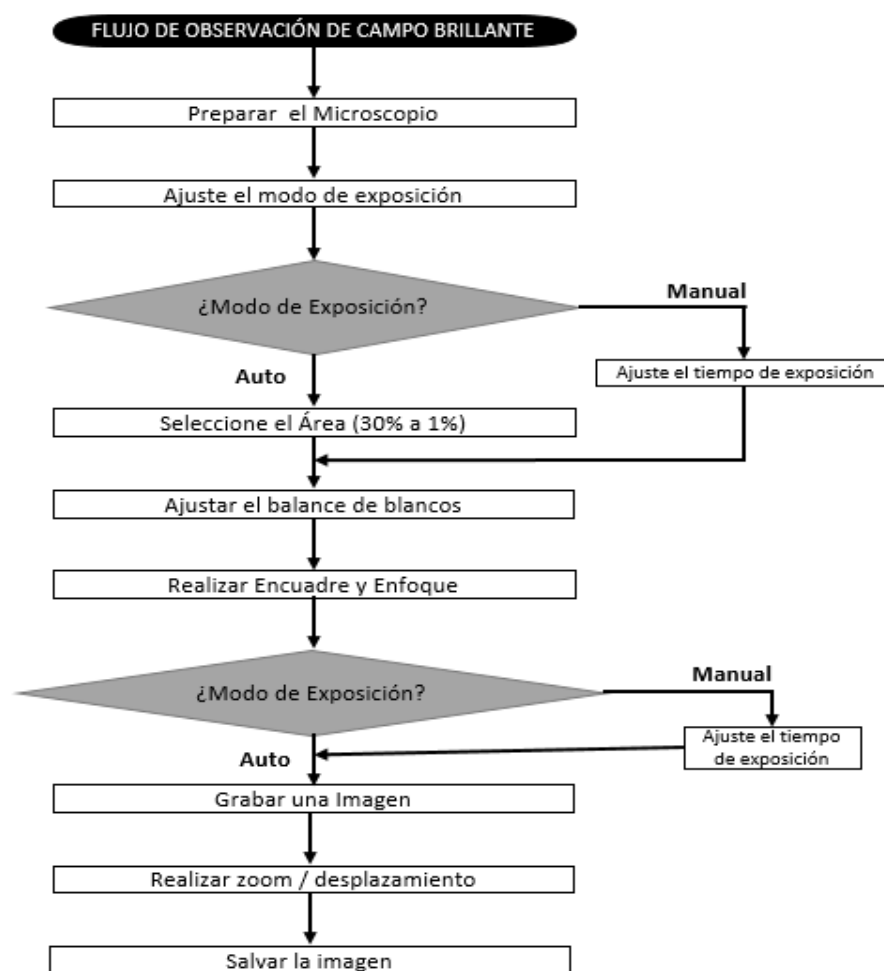 FLUJO DE OBSERVACIÓN DE CAMPO BRILLANTE
Preparar el Microscopio
Ajuste el modo de exposición
¿Modo de Exposición?
Manual
Ajuste el tiempo de exposición
Auto
Seleccione el Área (30% a 1%)
Ajustar el balance de blancos
Realizar Encuadre y Enfoque
¿Modo de Exposición?
Manual
Ajuste el tiempo
de exposición
Auto
Grabar una Imagen
Realizar zoom / desplazamiento
Salvar la imagen